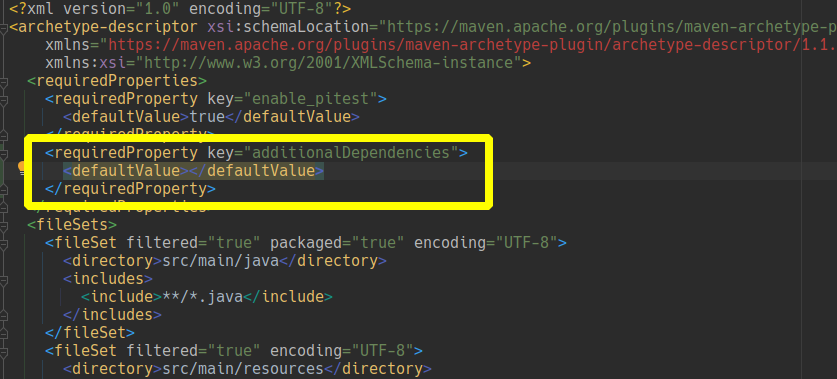 <?xml version="1.0" encoding="UTF-8"?>
<archetype-descriptor xsi:schemaLocation="https://maven.apache.org/plugins/maven-archetype-p
xmlns="https://maven.apache.org/plugins/maven-archetype-plugin/archetype-descriptor/1.1.
xmlns:xsi="http://www.w3.org/2001/XMLSchema-instance">
<requiredProperties>
<requiredProperty key="enable_pitest">
<defaultValue>true</defaultValue>
</requiredProperty>
<requiredProperty key="additionalDependencies">
<defaultValue></defaultValue>
</requiredProperty>
</requiredProperties>
<fileSets>
<fileSet filtered="true" packaged="true" encoding="UTF-8">
<directory>src/main/java</directory>
<includes>
<include>**/*.java</include>
</includes>
</fileSet>
<fileSet filtered="true" encoding="UTF-8">
<directory>src/main/resources</directory>